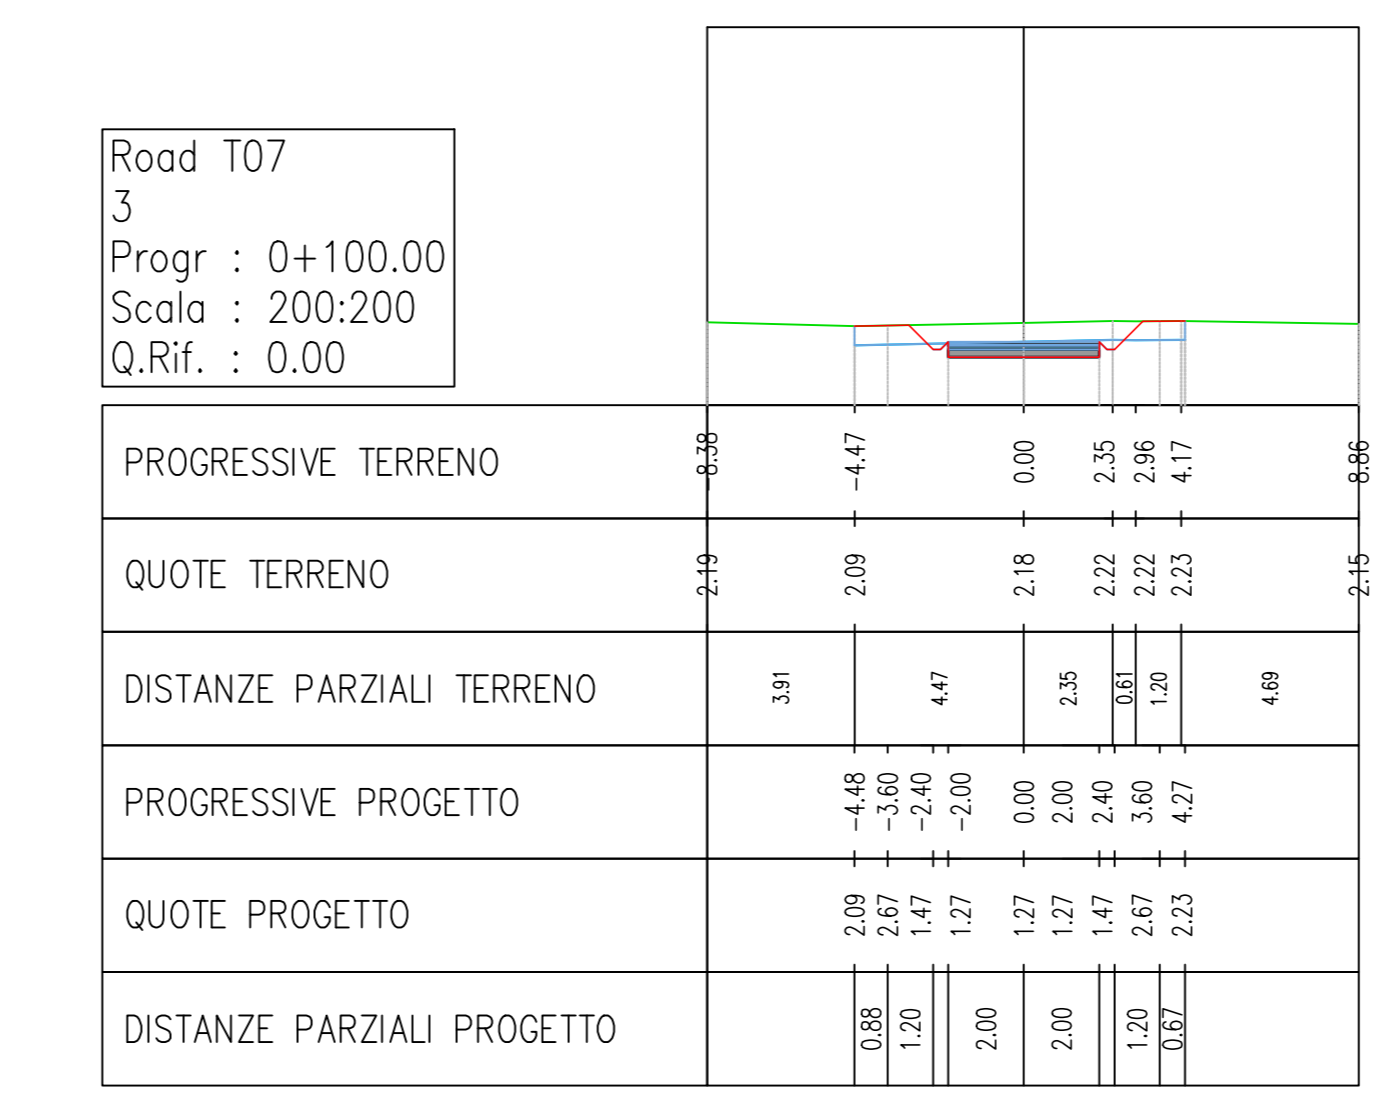 Road T07
3
Progr : 0+100.00
Scala : 200:200
Q.Rif. : 0.00
PROGRESSIVE TERRENO -8.38 -4.47 0.00 2.35 2.96 4.17 8.86
QUOTE TERRENO 2.19 2.09 2.18 2.22 2.22 2.23 2.15
DISTANZE PARZIALI TERRENO 3.91 4.47 2.35 0.61 1.20 4.69
PROGRESSIVE PROGETTO -4.48 -3.60 -2.40 -2.00 0.00 2.00 2.40 3.60 4.27
QUOTE PROGETTO 2.09 2.67 1.47 1.27 1.27 1.27 1.47 2.67 2.23
DISTANZE PARZIALI PROGETTO 0.88 1.20 2.00 2.00 1.20 0.67